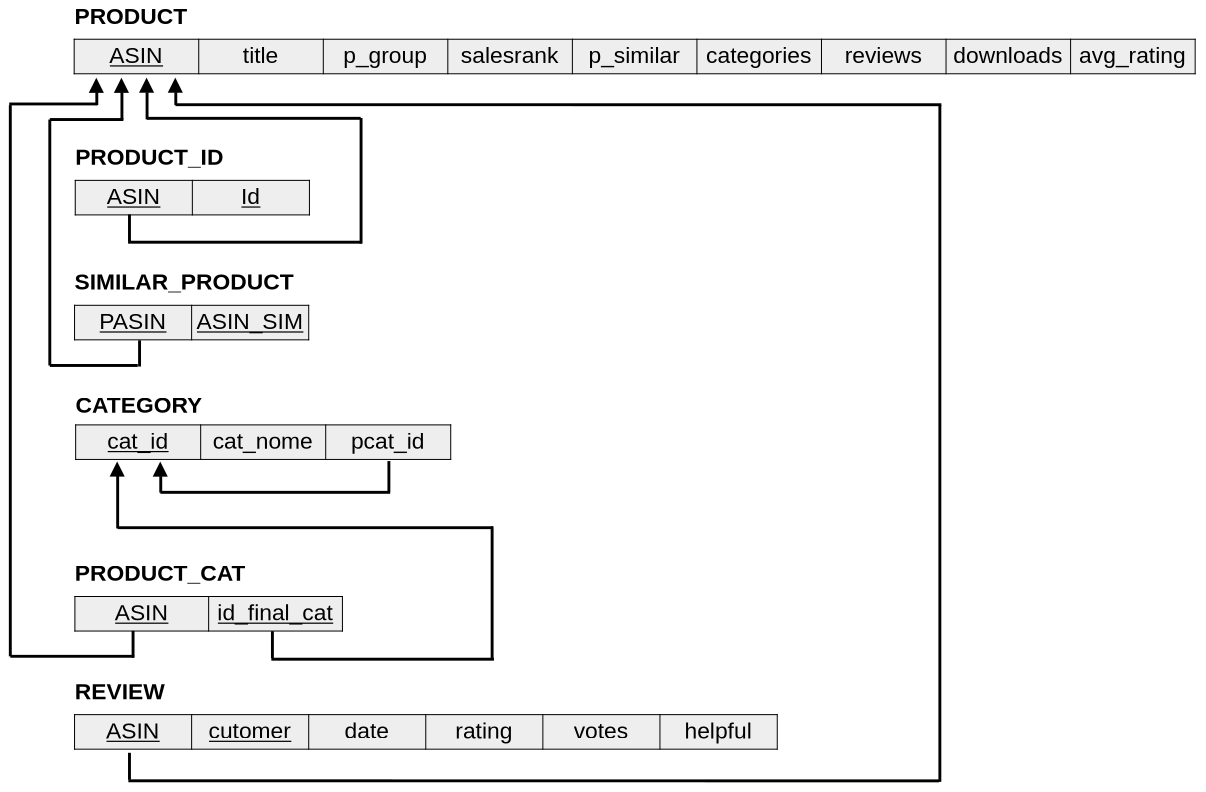 PRODUCT
ASIN title p_group salesrank p_similar categories reviews downloads avg_rating
PRODUCT_ID
ASIN Id
SIMILAR_PRODUCT
PASIN ASIN_SIM
CATEGORY
cat_id cat_nome pcat_id
PRODUCT_CAT
ASIN id_final_cat
REVIEW
ASIN cutomer date rating votes helpful